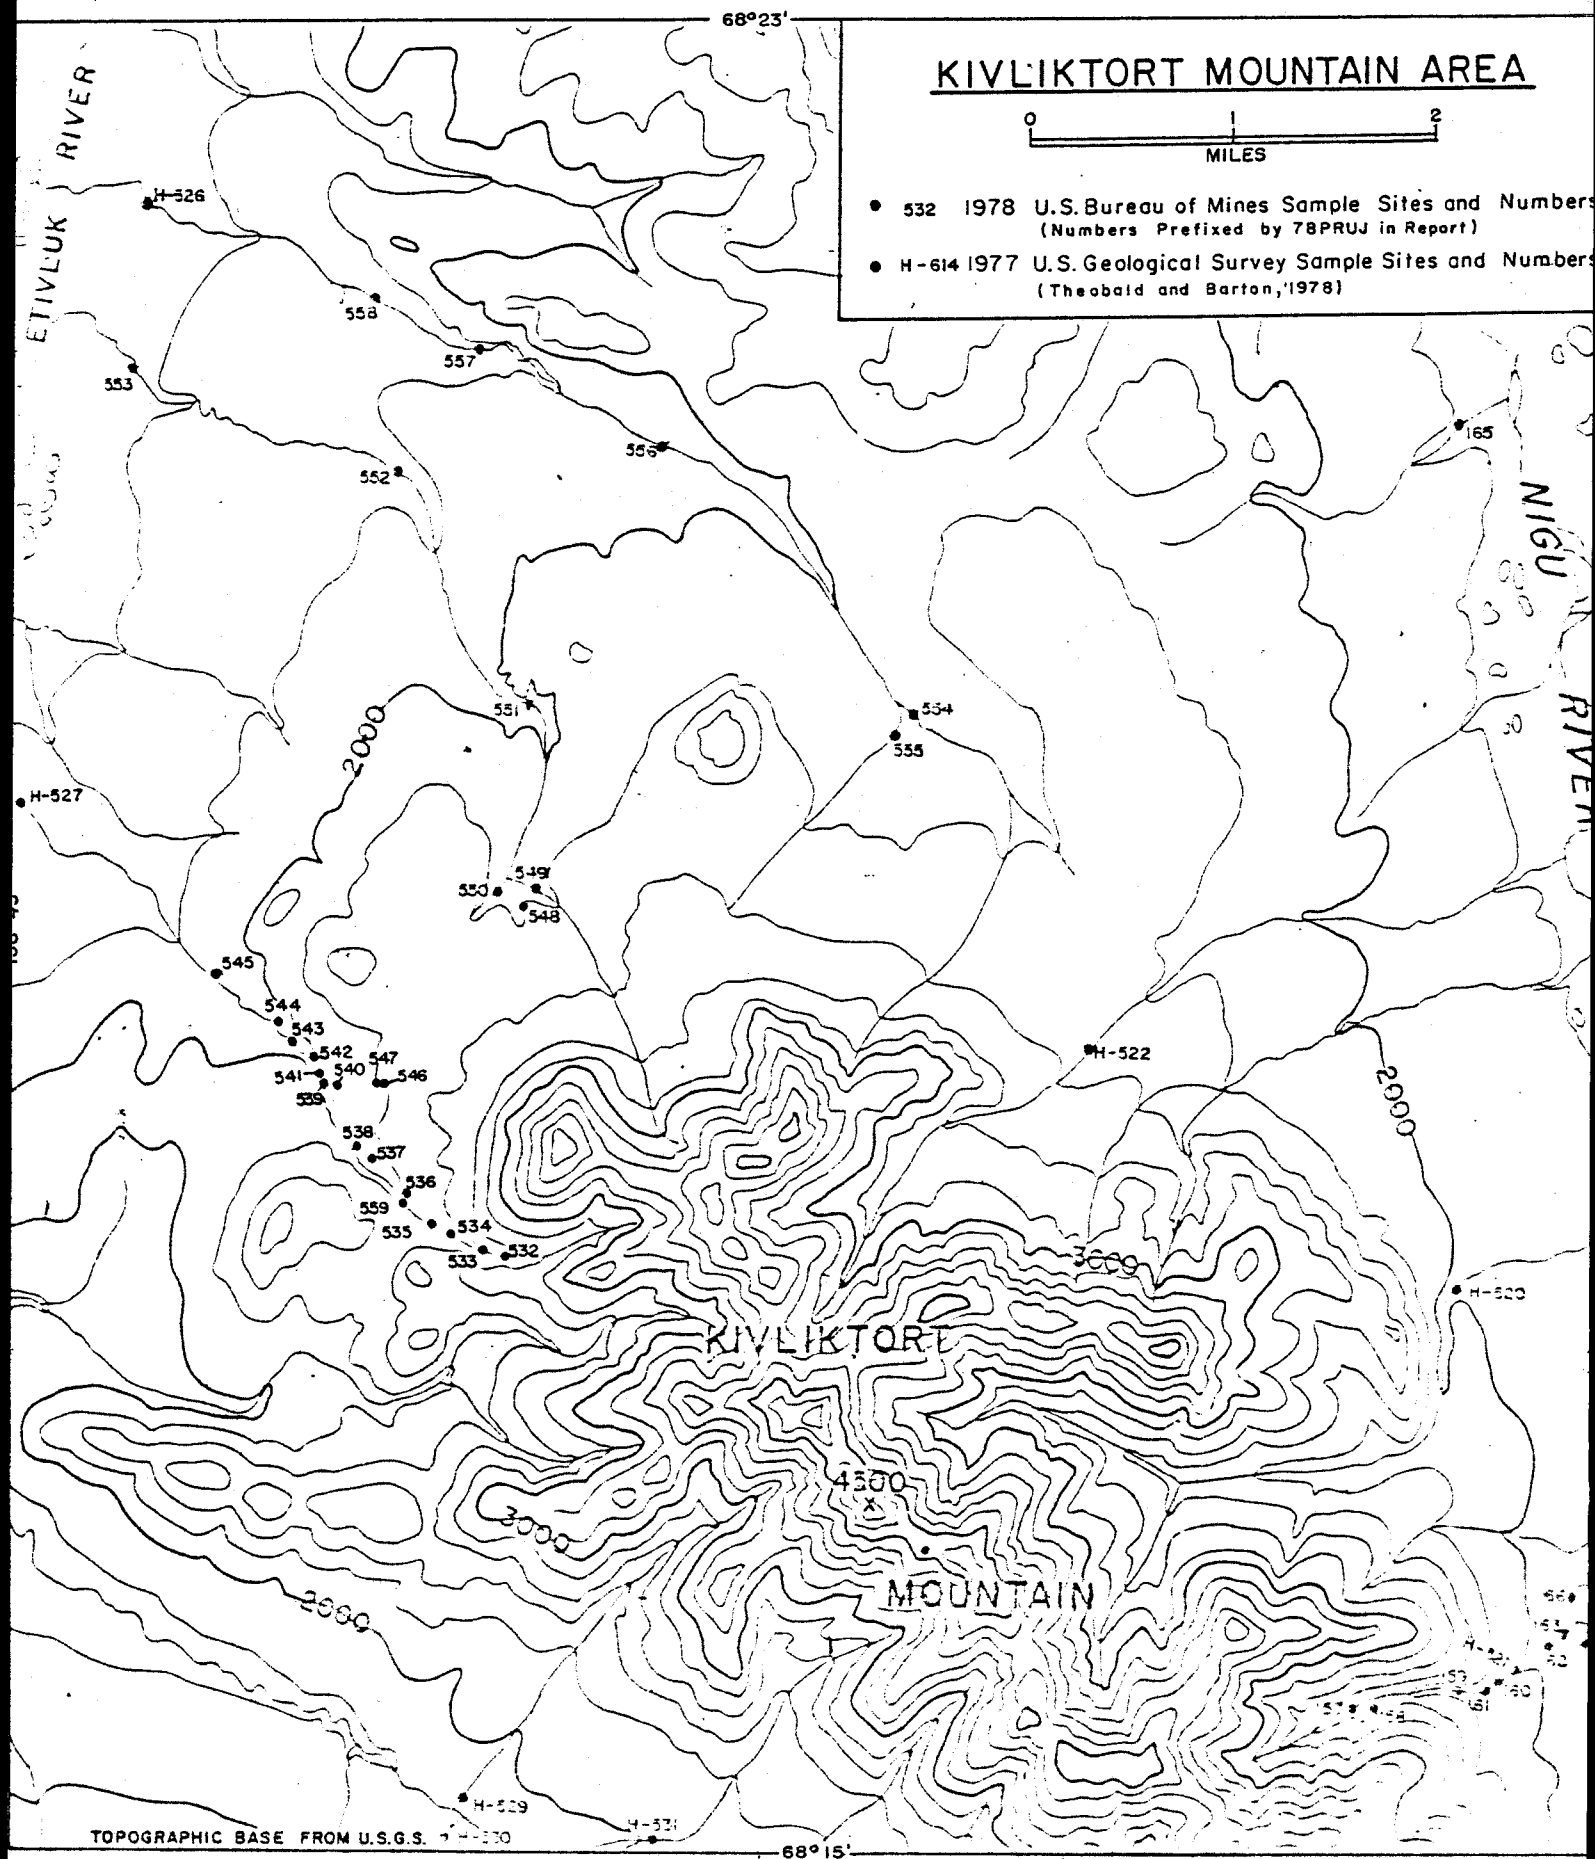 68°23'
KIVLIKTORT MOUNTAIN AREA
0 1 2
MILES
532 1978 U.S. Bureau of Mines Sample Sites and Numbers
(Numbers Prefixed by 78PRUJ in Report)
H-614 1977 U.S. Geological Survey Sample Sites and Numbers
(Theobald and Barton, 1978)
ETIVLUK RIVER
H-526
558
557
553
556
165
552
NIGU RIVER
551
554
555
2000
H-527
549
550
548
545
544
543
542
547
H-522
541
540
546
539
2000
538
537
536
559
535
534
532
533
3000
H-520
KIVLIKTORT
4500
x
3000
MOUNTAIN
2000
H-529
H-531
TOPOGRAPHIC BASE FROM U.S.G.S.
H-530
68°15'